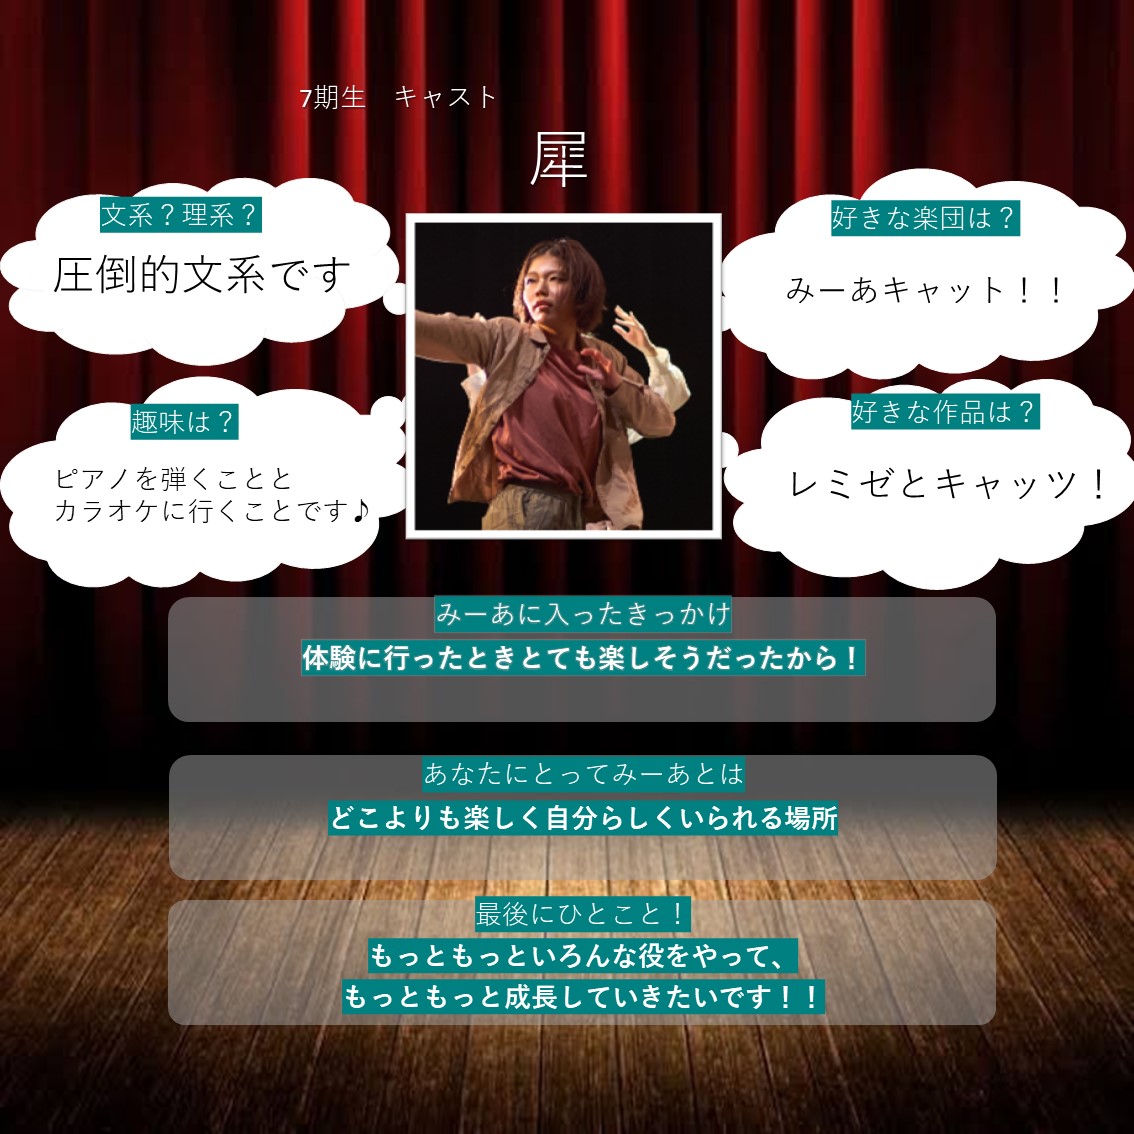 7期生　キャスト
犀
文系？理系？
圧倒的文系です
好きな楽団は？
みーあキャット！！
趣味は？
ピアノを弾くことと
カラオケに行くことです♪
好きな作品は？
レミゼとキャッツ！
みーあに入ったきっかけ
体験に行ったときとても楽しそうだったから！
あなたにとってみーあとは
どこよりも楽しく自分らしくいられる場所
最後にひとこと！
もっともっといろんな役をやって、
もっともっと成長していきたいです！！